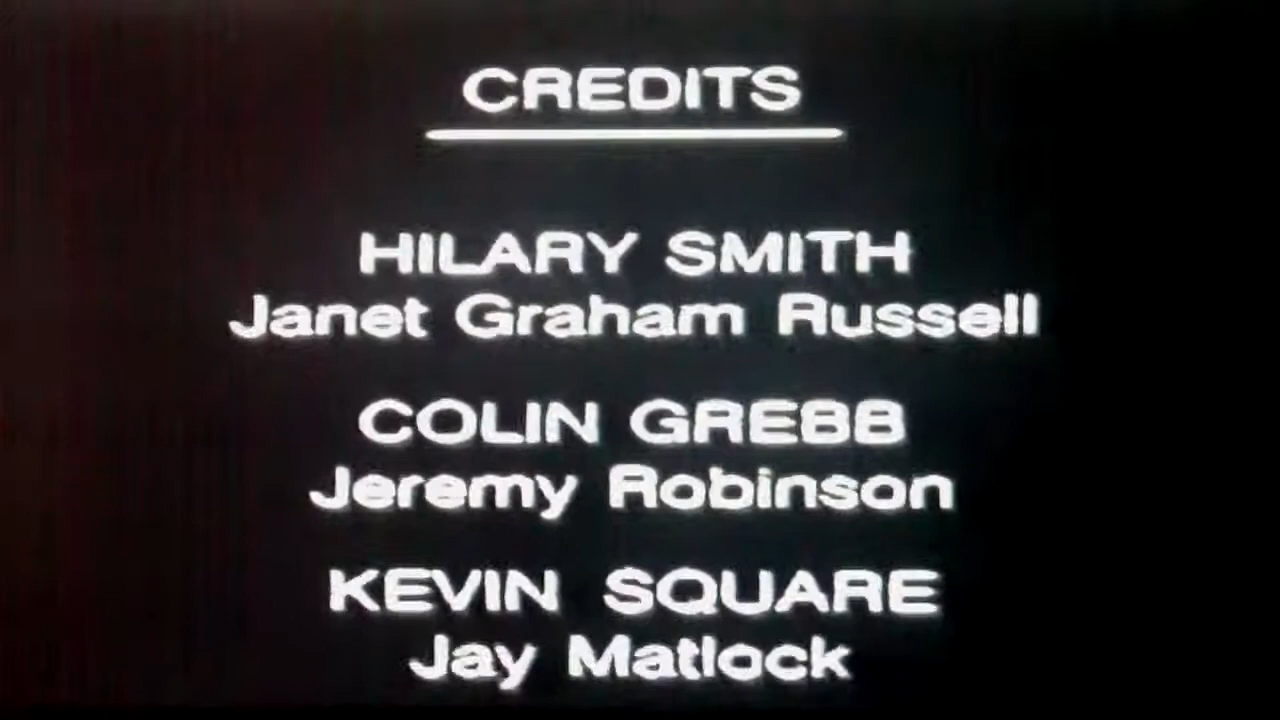 CREDITS
HILARY SMITH
Janet Graham Russell
COLIN GREBB
Jeremy Robinson
KEVIN SQUARE
Jay Matlock